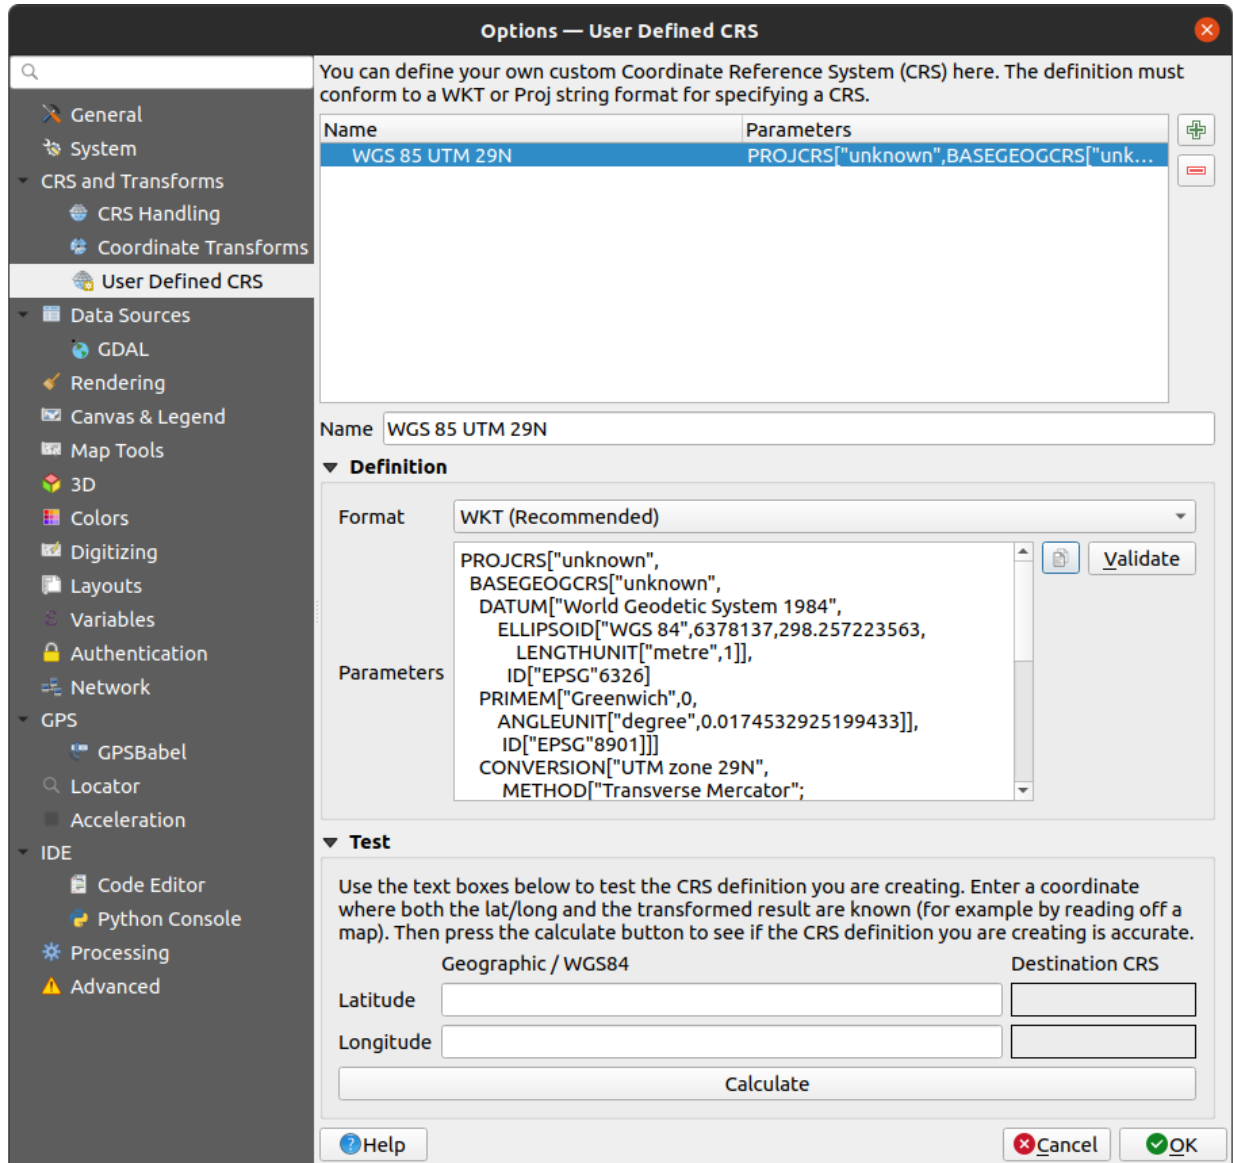 Options — User Defined CRS
General
System
CRS and Transforms
CRS Handling
Coordinate Transforms
User Defined CRS
Data Sources
GDAL
Rendering
Canvas & Legend
Map Tools
3D
Colors
Digitizing
Layouts
Variables
Authentication
Network
GPS
GPSBabel
Locator
Acceleration
IDE
Code Editor
Python Console
Processing
Advanced
You can define your own custom Coordinate Reference System (CRS) here. The definition must
conform to a WKT or Proj string format for specifying a CRS.
Name Parameters
WGS 85 UTM 29N PROJCRS["unknown",BASEGEOGCRS["unk...
Name WGS 85 UTM 29N
Definition
Format WKT (Recommended)
Parameters
PROJCRS["unknown",
BASEGEOGCRS["unknown",
DATUM["World Geodetic System 1984",
ELLIPSOID["WGS 84",6378137,298.257223563,
LENGTHUNIT["metre",1]],
ID["EPSG"6326]
PRIMEM["Greenwich",0,
ANGLEUNIT["degree",0.0174532925199433]],
ID["EPSG"8901]]]
CONVERSION["UTM zone 29N",
METHOD["Transverse Mercator";
Validate
Test
Use the text boxes below to test the CRS definition you are creating. Enter a coordinate
where both the lat/long and the transformed result are known (for example by reading off a
map). Then press the calculate button to see if the CRS definition you are creating is accurate.
Geographic / WGS84 Destination CRS
Latitude
Longitude
Calculate
Help Cancel OK